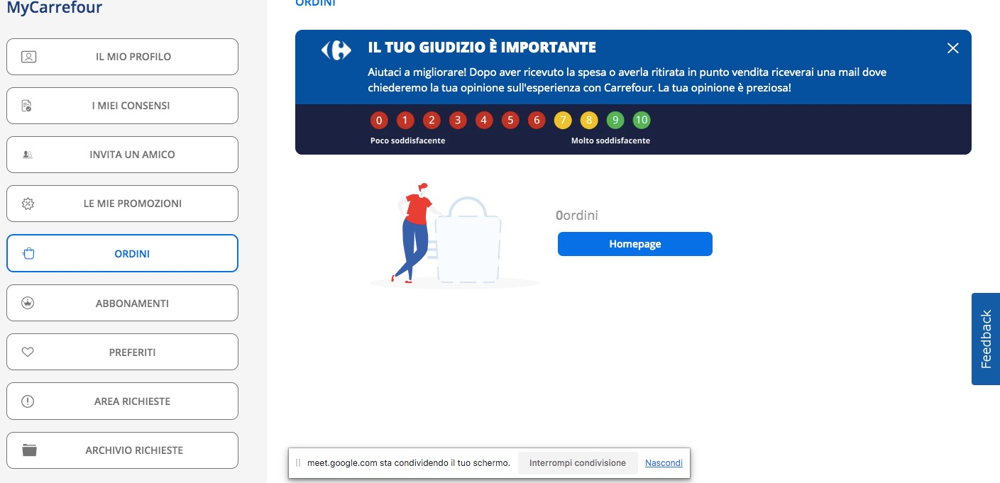 MyCarrefour
IL MIO PROFILO
I MIEI CONSENSI
INVITA UN AMICO
LE MIE PROMOZIONI
ORDINI
ABBONAMENTI
PREFERITI
AREA RICHIESTE
ARCHIVIO RICHIESTE
ORDINI
IL TUO GIUDIZIO È IMPORTANTE
Aiutaci a migliorare! Dopo aver ricevuto la spesa o averla ritirata in punto vendita riceverai una mail dove
chiederemo la tua opinione sull'esperienza con Carrefour. La tua opinione è preziosa!
0 1 2 3 4 5 6 7 8 9 10
Poco soddisfacente Molto soddisfacente
0ordini
Homepage
Feedback
meet.google.com sta condividendo il tuo schermo. Interrompi condivisione Nascondi